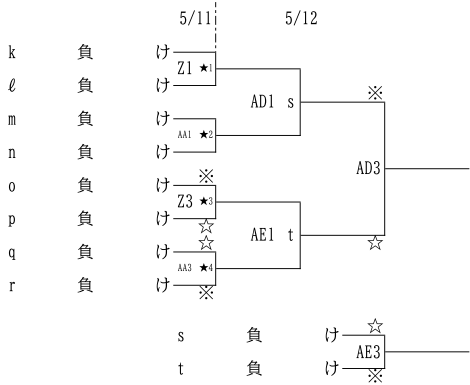 5/11 5/12
k 負 け
Z1 ★1
ℓ 負 け
AD1 s ※
m 負 け
AA1 ★2
n 負 け
AD3
o 負 け ※
Z3 ★3
p 負 け ☆
AE1 t ☆
q 負 け ☆
AA3 ★4
r 負 け ※
s 負 け ☆
AE3
t 負 け ※